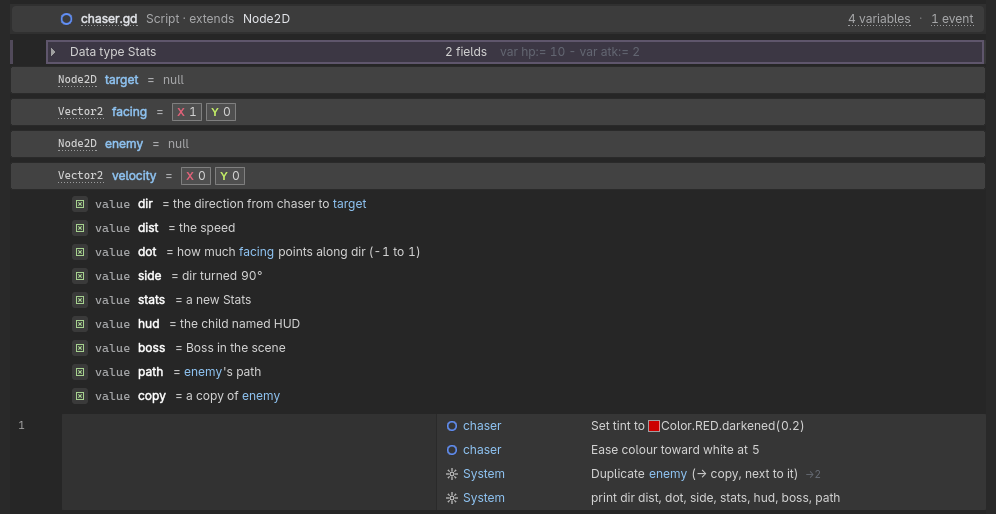 chaser.gd Script · extends Node2D 4 variables · 1 event
Data type Stats 2 fields var hp:= 10 - var atk:= 2
Node2D target = null
Vector2 facing = X 1 Y 0
Node2D enemy = null
Vector2 velocity = X 0 Y 0
value dir = the direction from chaser to target
value dist = the speed
value dot = how much facing points along dir (-1 to 1)
value side = dir turned 90°
value stats = a new Stats
value hud = the child named HUD
value boss = Boss in the scene
value path = enemy's path
value copy = a copy of enemy
1 chaser Set tint to Color.RED.darkened(0.2)
chaser Ease colour toward white at 5
System Duplicate enemy (→ copy, next to it) →2
System print dir dist, dot, side, stats, hud, boss, path